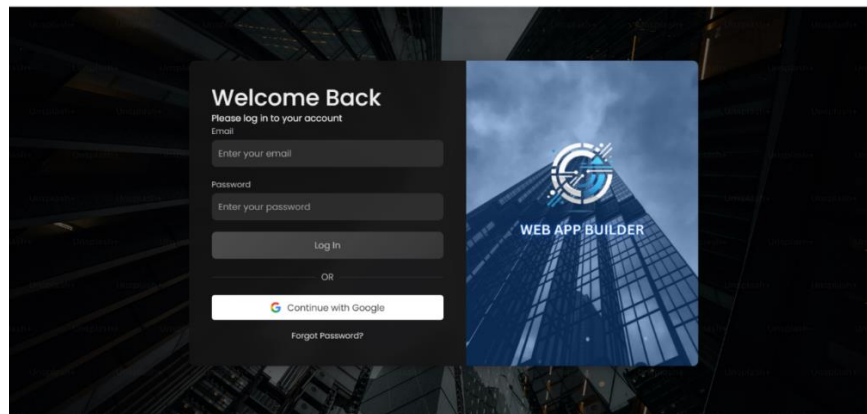 Welcome Back
Please log in to your account
Email
Enter your email
Password
Enter your password
Log In
OR
Continue with Google
Forgot Password?
WEB APP BUILDER